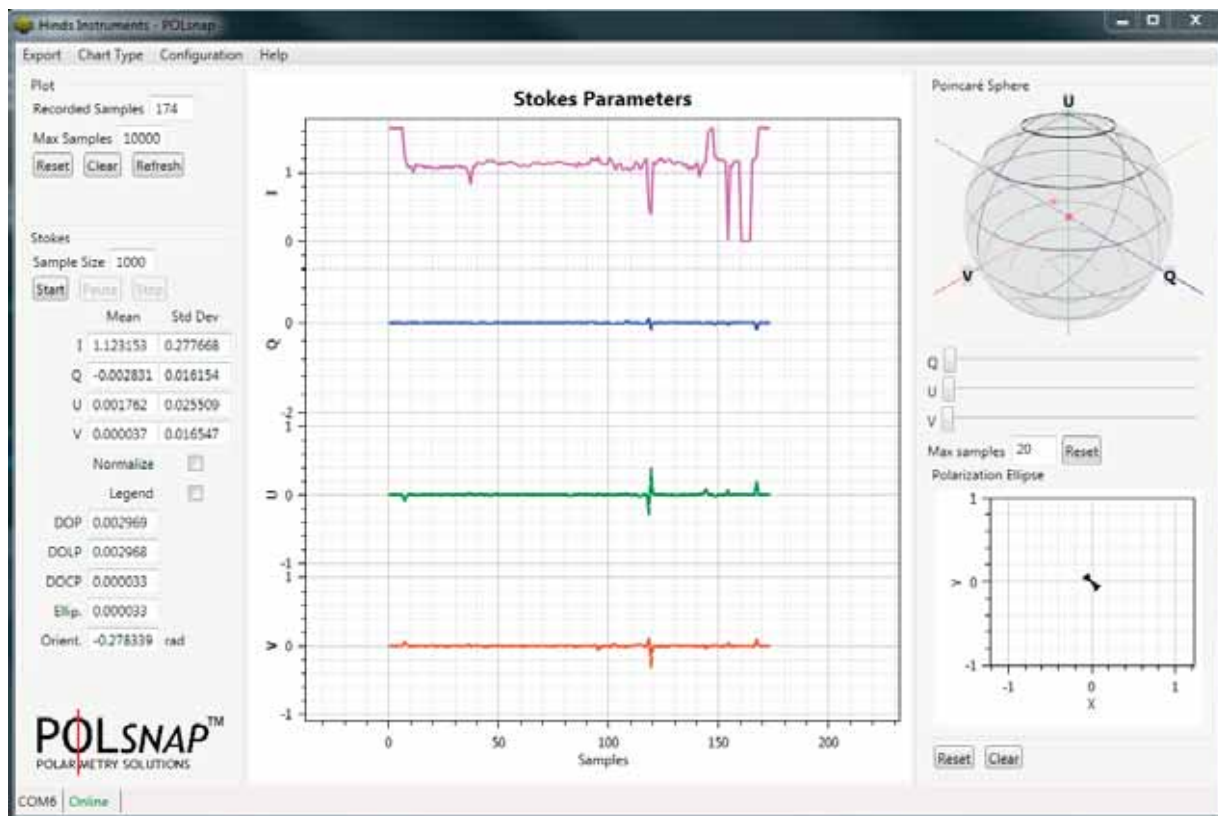 Hinds Instruments - POLsnap -
Export Chart Type Configuration Help
Plot
Recorded Samples 174
Max Samples 10000
Reset Clear Refresh
Stokes
Sample Size 1000
Start Pause Stop
Mean Std Dev
I 1.123153 0.277668
Q -0.002831 0.016154
U 0.001762 0.025509
V 0.000037 0.016547
Normalize
Legend
DOP 0.002969
DOLP 0.002968
DOCP 0.000033
Ellip. 0.000033
Orient. -0.278339 rad
POLSNAP™
POLARIMETRY SOLUTIONS
COM6 Online
Stokes Parameters
I
1
0
Q
0
-2
U
1
0
-1
V
1
0
-1
0 50 100 150 200
Samples
Poincaré Sphere
U
V Q
Q
U
V
Max samples 20 Reset
Polarization Ellipse
1
Y 0
-1
-1 0 1
X
Reset Clear